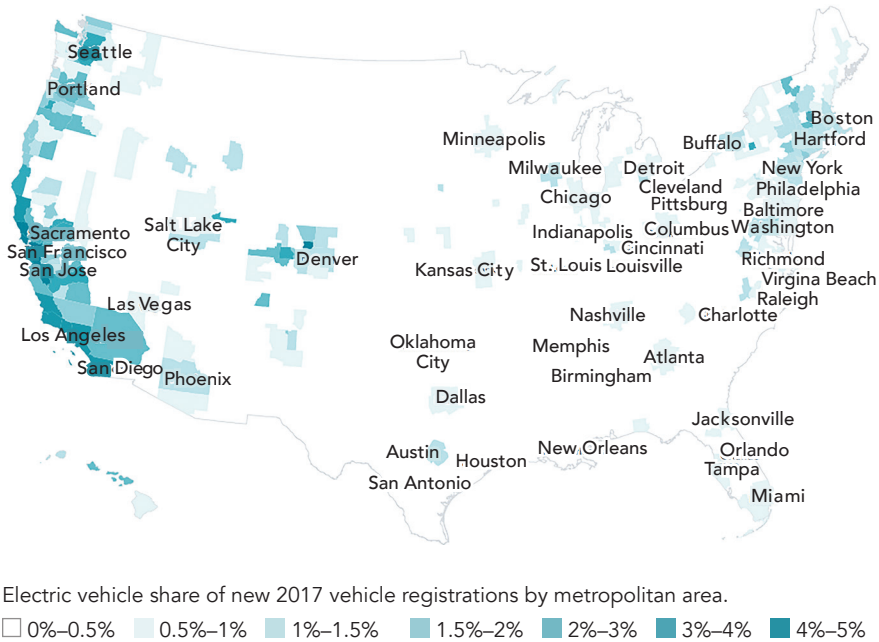 Seattle
Portland
Boston
Minneapolis
Buffalo
Hartford
Milwaukee
Detroit
New York
Chicago
Cleveland
Philadelphia
Pittsburg
Baltimore
Sacramento
Salt Lake
City
Indianapolis
Columbus
Washington
San Francisco
Cincinnati
San Jose
Denver
Kansas City
St. Louis
Louisville
Richmond
Virgina Beach
Las Vegas
Raleigh
Nashville
Charlotte
Los Angeles
Oklahoma
City
Memphis
Atlanta
San Diego
Phoenix
Birmingham
Dallas
Jacksonville
Austin
Houston
New Orleans
Orlando
Tampa
San Antonio
Miami
Electric vehicle share of new 2017 vehicle registrations by metropolitan area.
0%–0.5% 0.5%–1% 1%–1.5% 1.5%–2% 2%–3% 3%–4% 4%–5%